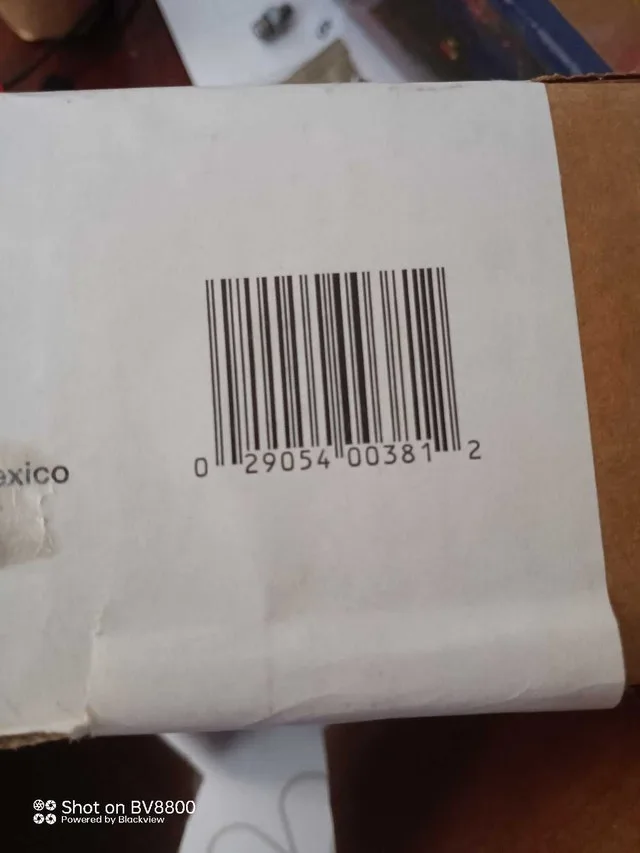 exico
0 29054 00381 2
Shot on BV8800
Powered by Blackview